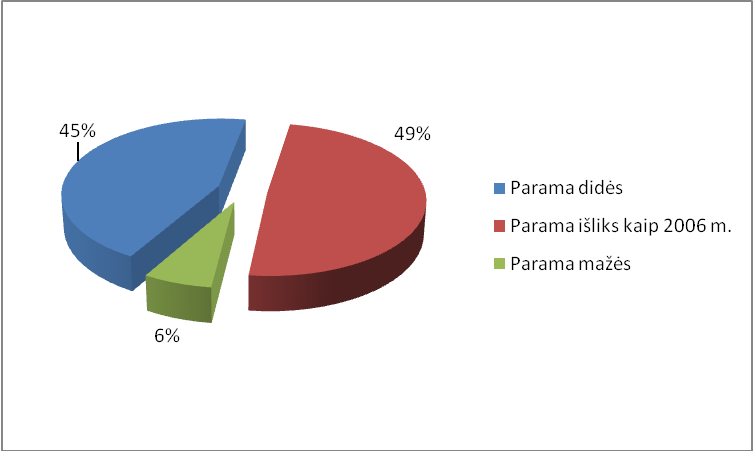 45%
49%
6%
Parama didės
Parama išliks kaip 2006 m.
Parama mažės